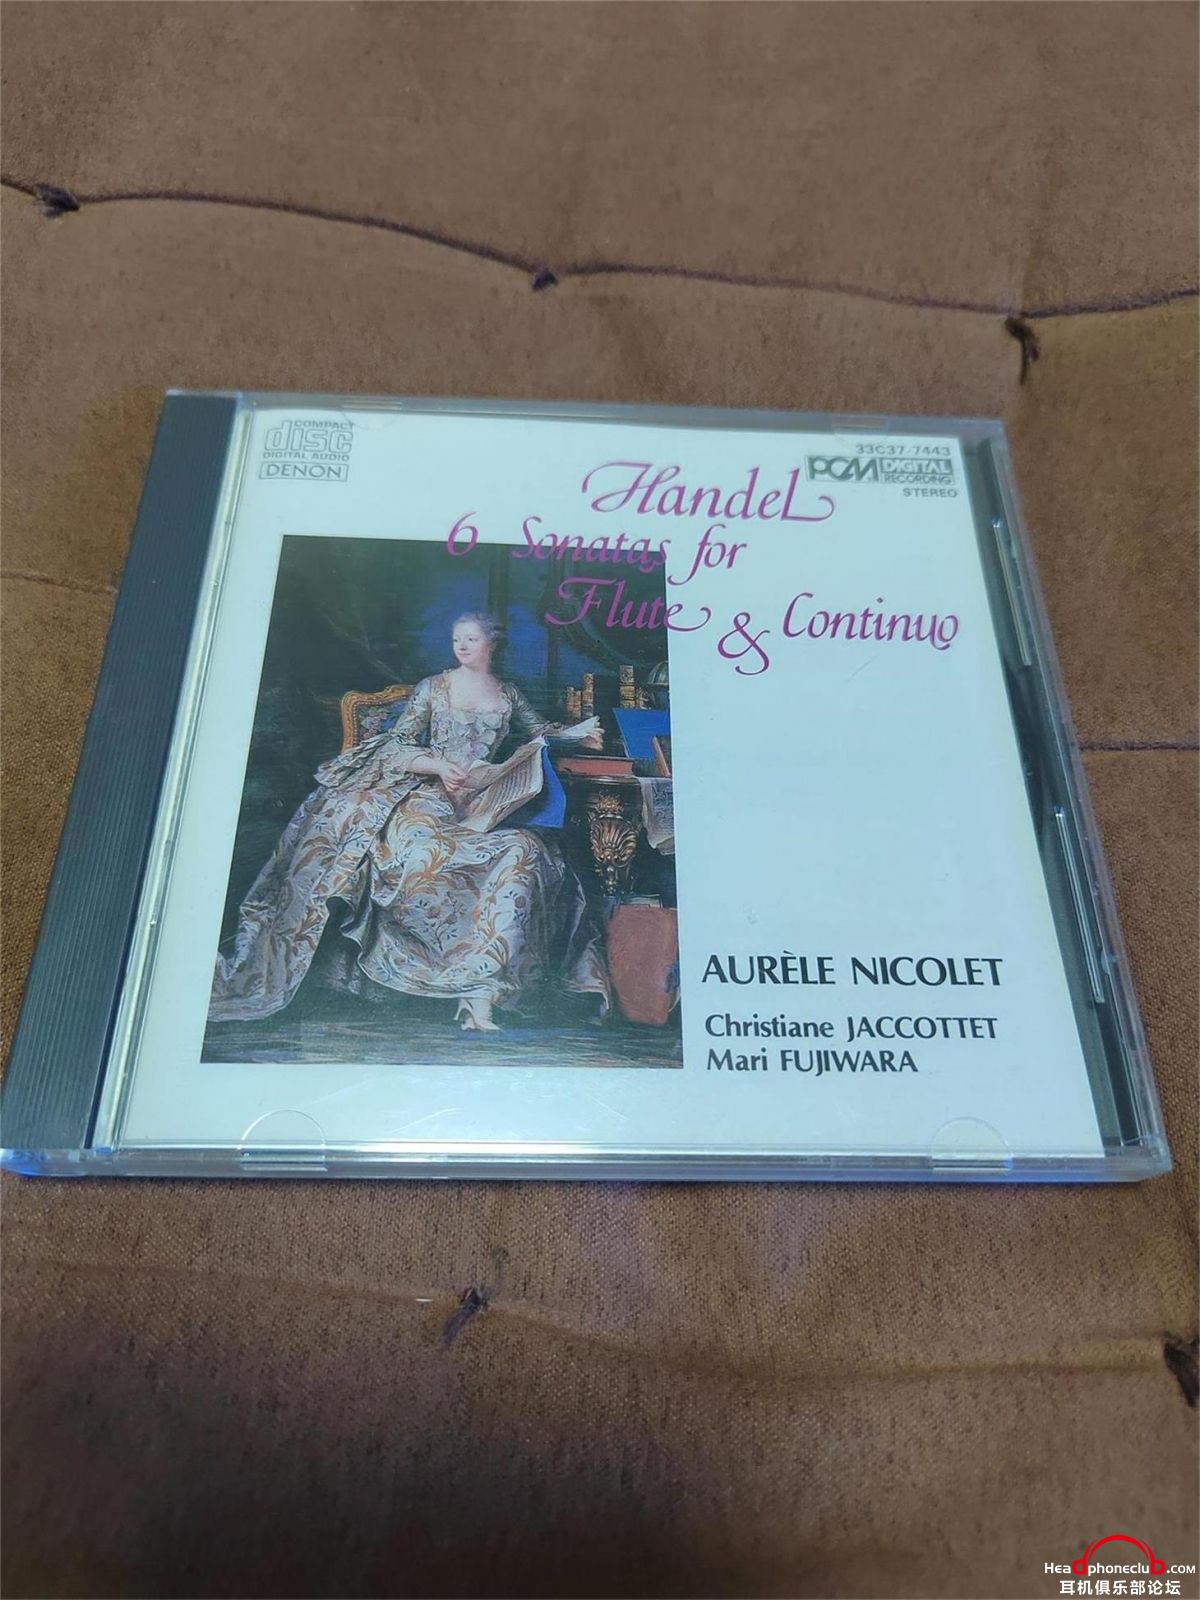 COMPACT
disc
DIGITAL AUDIO
DENON
33C37-7443
PCM DIGITAL RECORDING
STEREO
Handel
6 Sonatas for
Flute & Continuo
AURÈLE NICOLET
Christiane JACCOTTET
Mari FUJIWARA
Headphoneclub.com
耳机俱乐部论坛